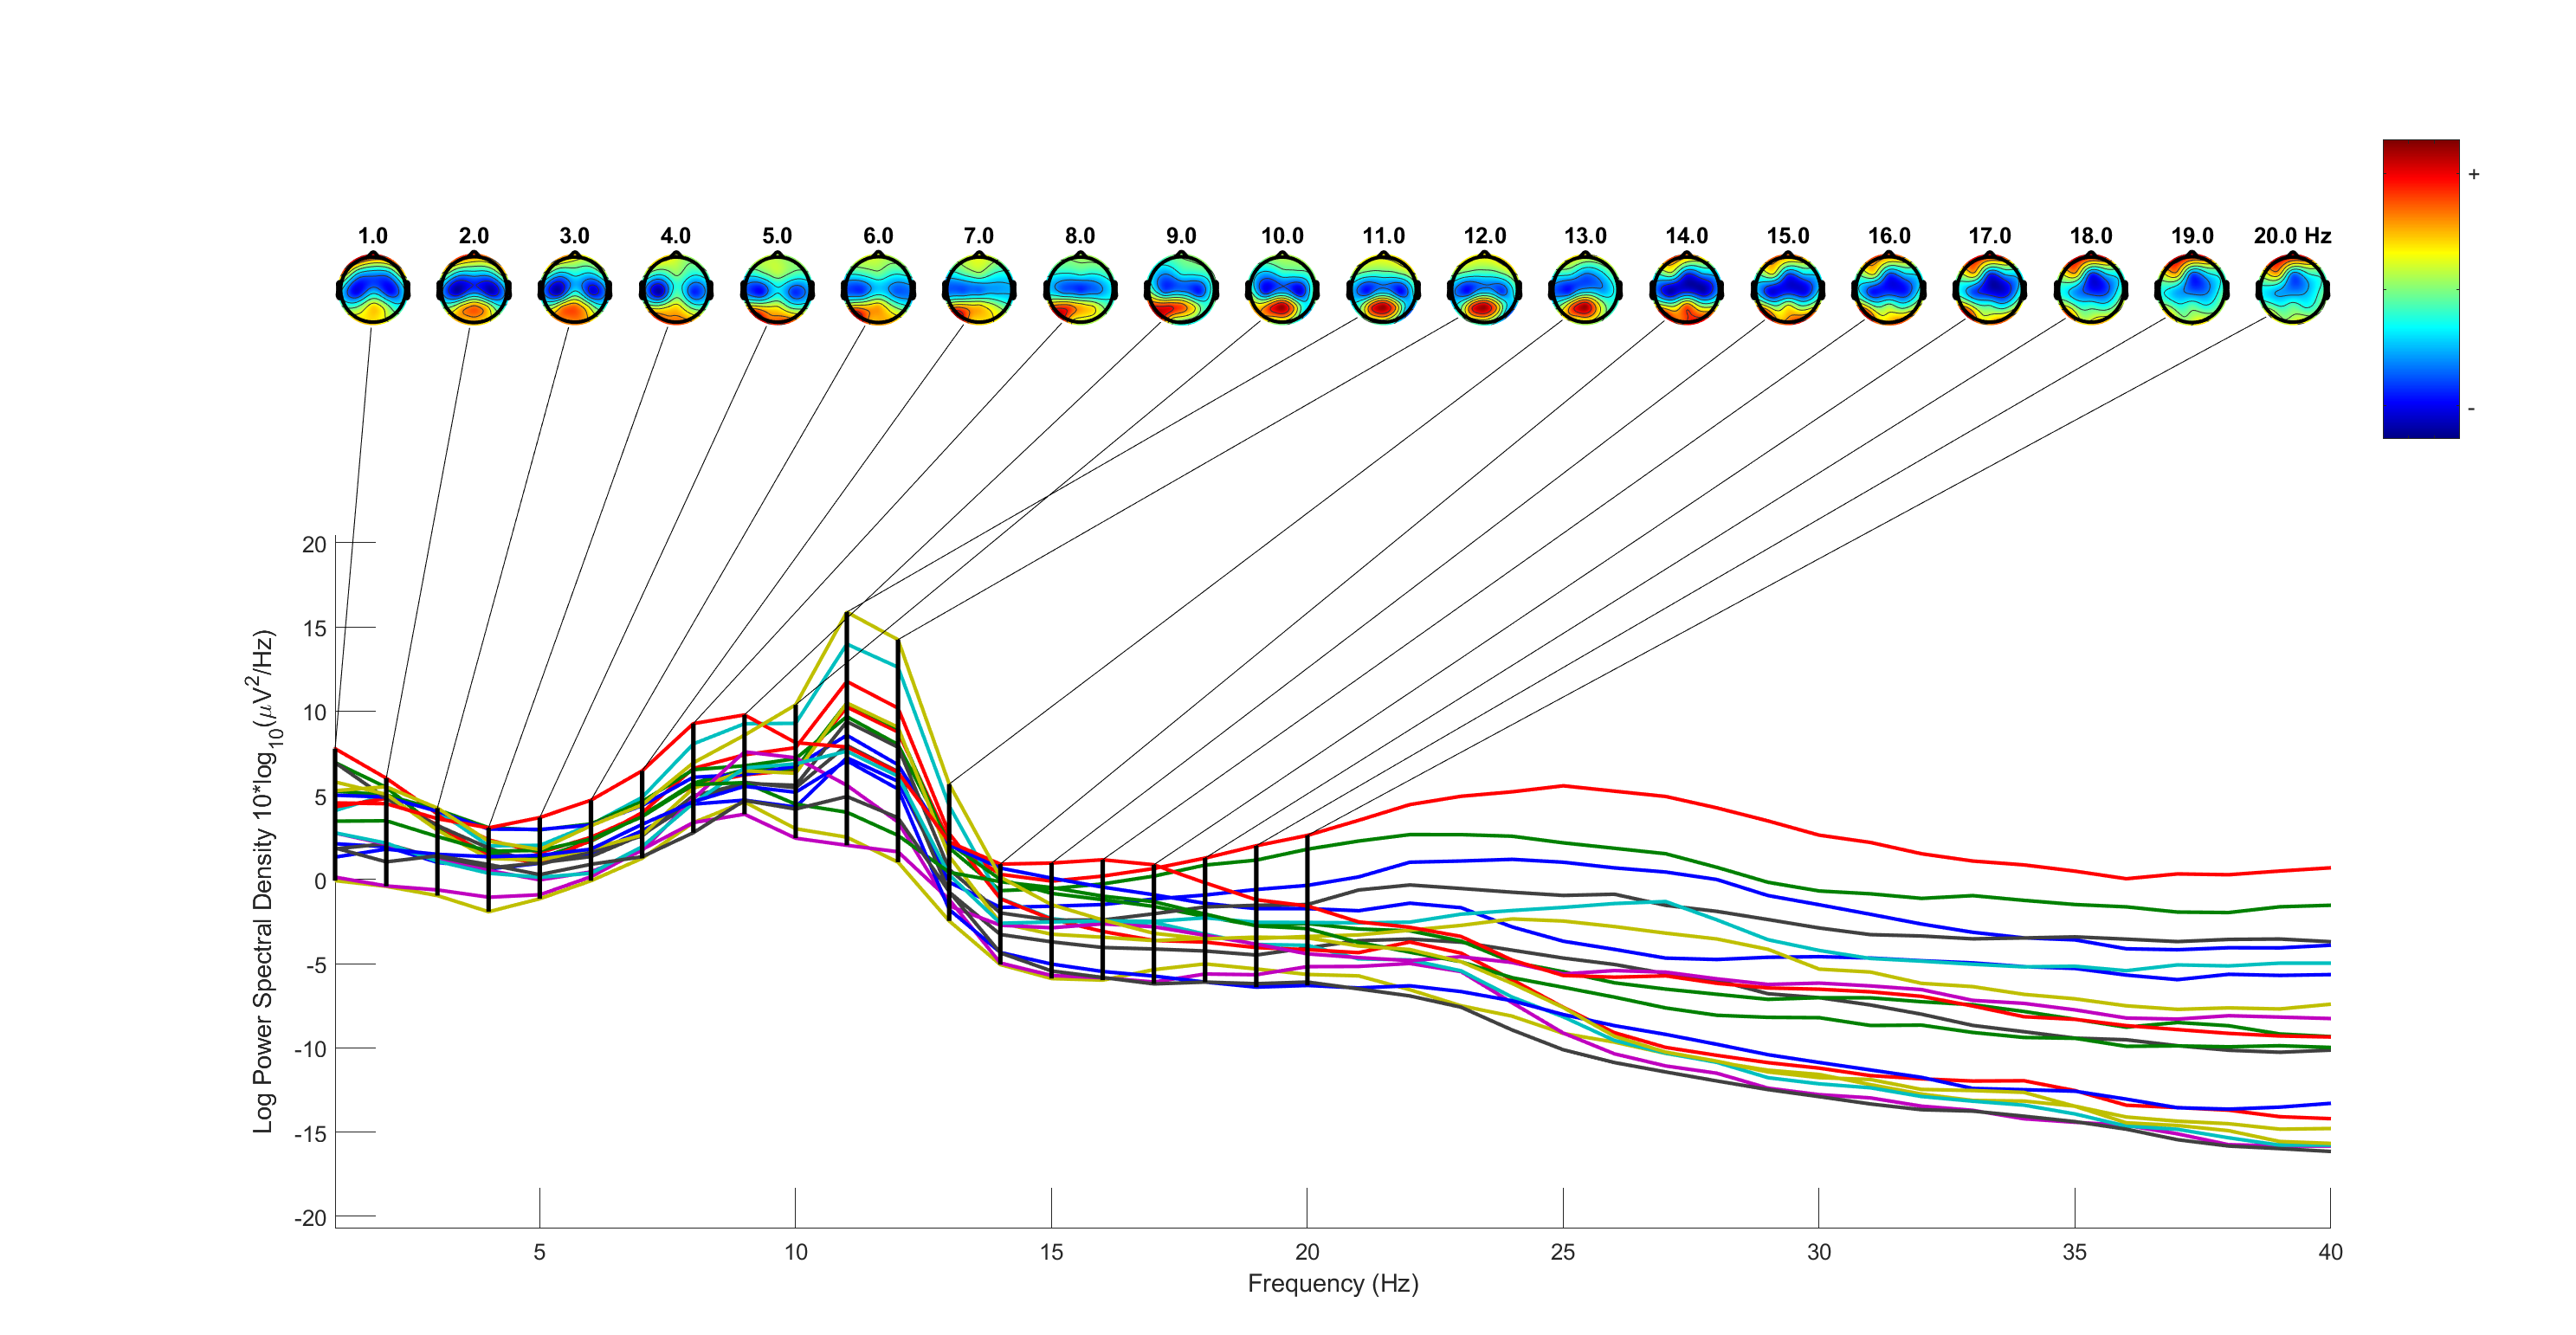 1.0 2.0 3.0 4.0 5.0 6.0 7.0 8.0 9.0 10.0 11.0 12.0 13.0 14.0 15.0 16.0 17.0 18.0 19.0 20.0 Hz
+
-
Log Power Spectral Density 10*log10(μV2/Hz)
20
15
10
5
0
-5
-10
-15
-20
5 10 15 20 25 30 35 40
Frequency (Hz)